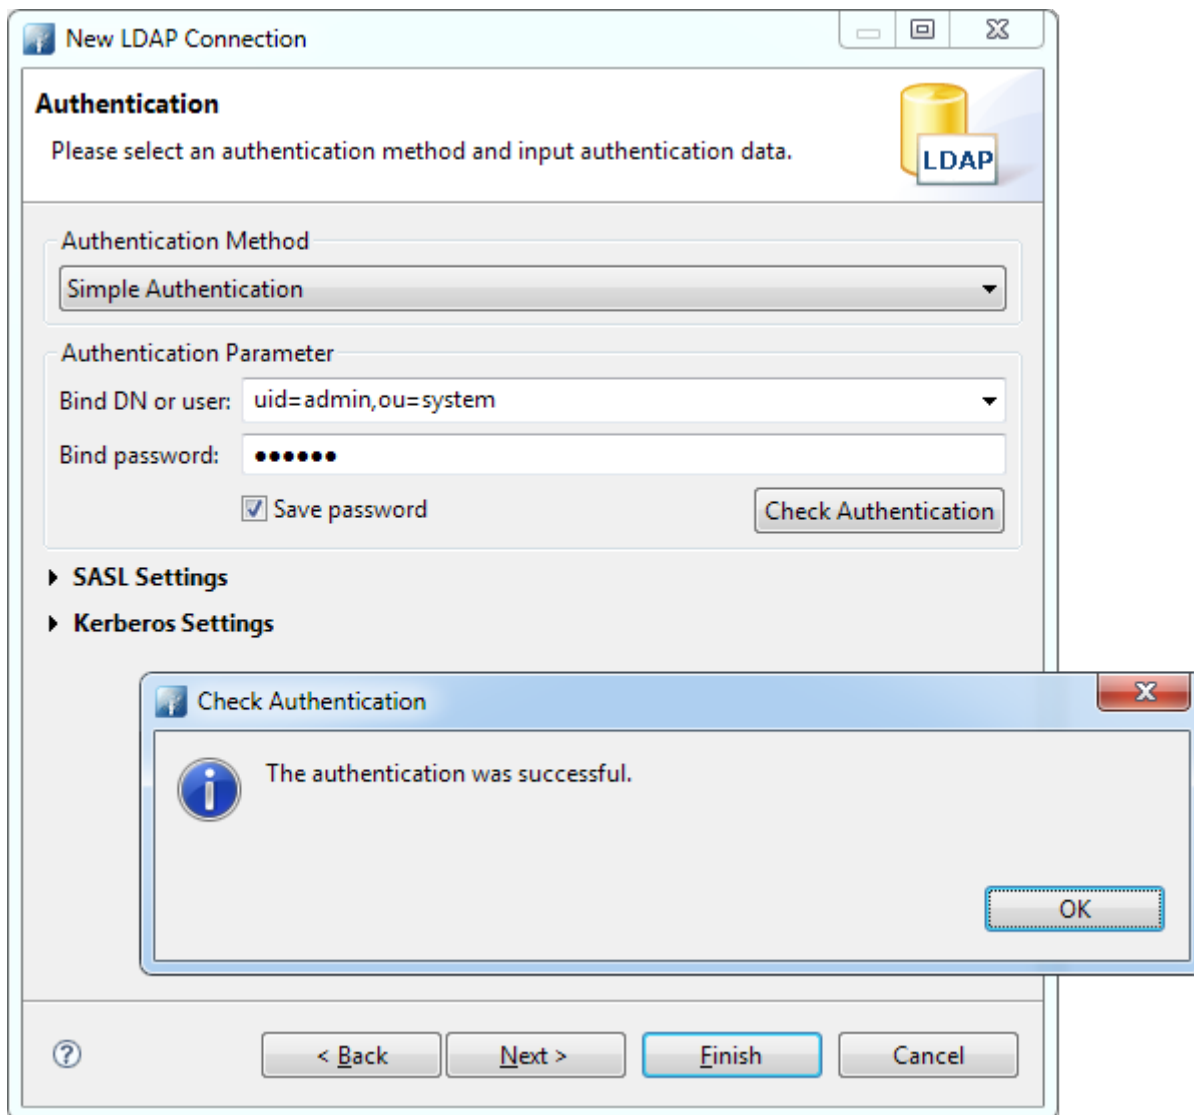 New LDAP Connection
Authentication
Please select an authentication method and input authentication data.
LDAP
Authentication Method
Simple Authentication
Authentication Parameter
Bind DN or user: uid=admin,ou=system
Bind password: ●●●●●●
Save password Check Authentication
SASL Settings
Kerberos Settings
Check Authentication
The authentication was successful.
OK
< Back Next > Finish Cancel